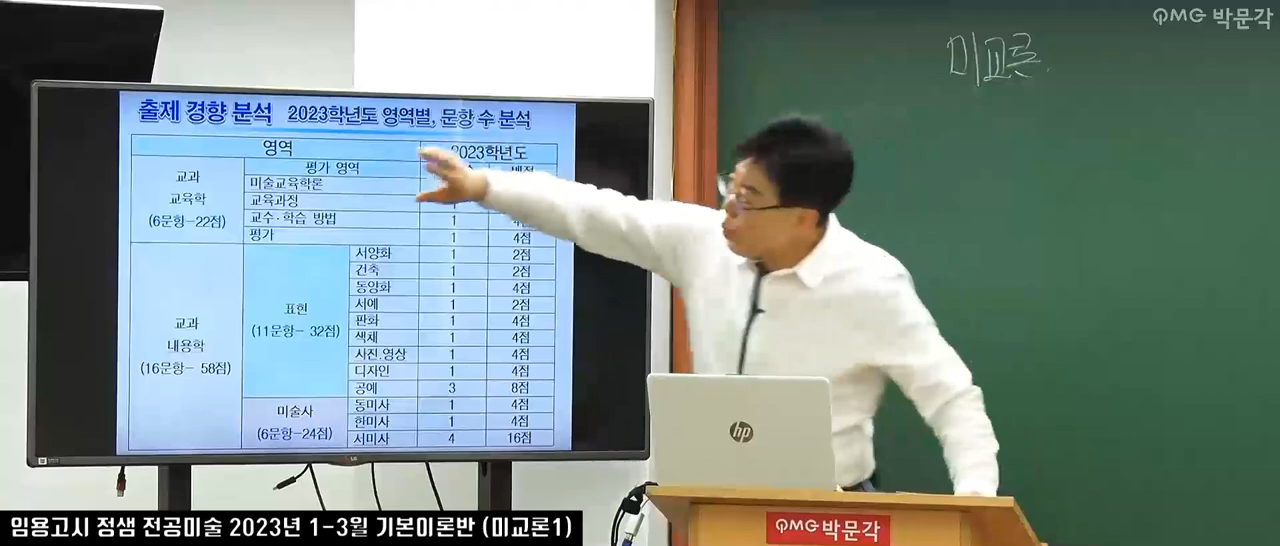 QMG 박문각
미교론.
출제 경향 분석 2023학년도 영역별, 문항 수 분석
영역 2023학년도
평가 영역
교과
교육학
(6문항-22점)
미술교육학론
교육과정
교수·학습 방법 1
평가 1 4점
교과
내용학
(16문항- 58점)
표현
(11문항- 32점)
서양화 1 2점
건축 1 2점
동양화 1 4점
서예 1 2점
판화 1 4점
색체 1 4점
사진.영상 1 4점
디자인 1 4점
공예 3 8점
미술사
(6문항-24점)
동미사 1 4점
한미사 1 4점
서미사 4 16점
LG
hp
QMG 박문각
임용고시 정샘 전공미술 2023년 1-3월 기본이론반 (미교론1)